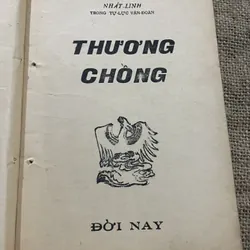 NHẤT LINH
TRONG TỰ-LỰC VĂN-ĐOÀN
THƯƠNG
CHỒNG
ĐỜI NAY